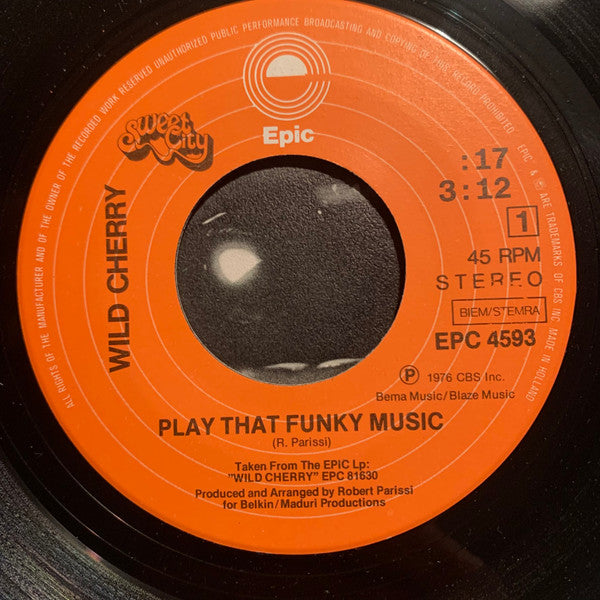 ALL RIGHTS OF THE MANUFACTURER AND OF THE OWNER OF THE RECORDED WORK RESERVED UNAUTHORIZED PUBLIC PERFORMANCE BROADCASTING AND COPYING OF THIS RECORD PROHIBITED
EPIC & ℗ ARE TRADEMARKS OF CBS INC MADE IN HOLLAND
Epic
Sweet
City
WILD CHERRY
:17
3:12
1
45 RPM
STEREO
BIEM/STEMRA
EPC 4593
℗ 1976 CBS Inc.
Bema Music/Blaze Music
PLAY THAT FUNKY MUSIC
(R. Parissi)
Taken From The EPiC Lp:
"WILD CHERRY" EPC 81630
Produced and Arranged by Robert Parissi
for Belkin/Maduri Productions